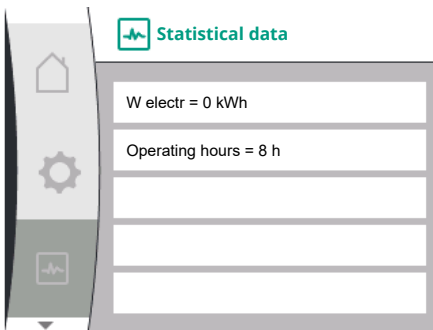 Statistical data
W electr = 0 kWh
Operating hours = 8 h